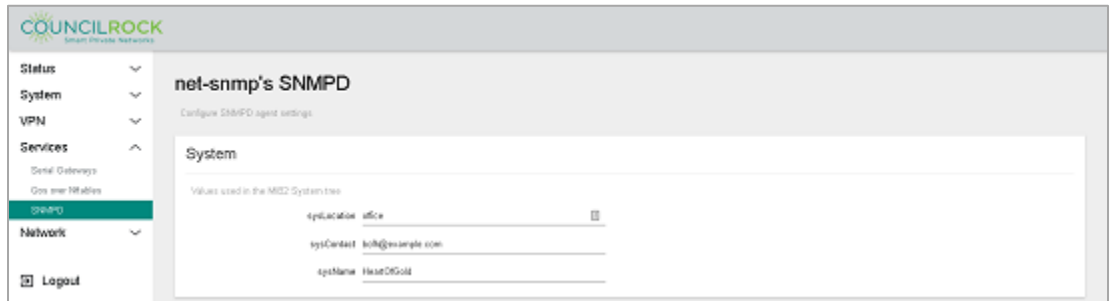 COUNCILROCK
Smart Private Networks
Status
System
VPN
Services
Serial Gateways
Qos over Nftables
SNMPD
Network
Logout
net-snmp's SNMPD
Configure SNMPD agent settings
System
Values used in the MIB2 System tree
sysLocation office
sysContact bofh@example.com
sysName HeartOfGold